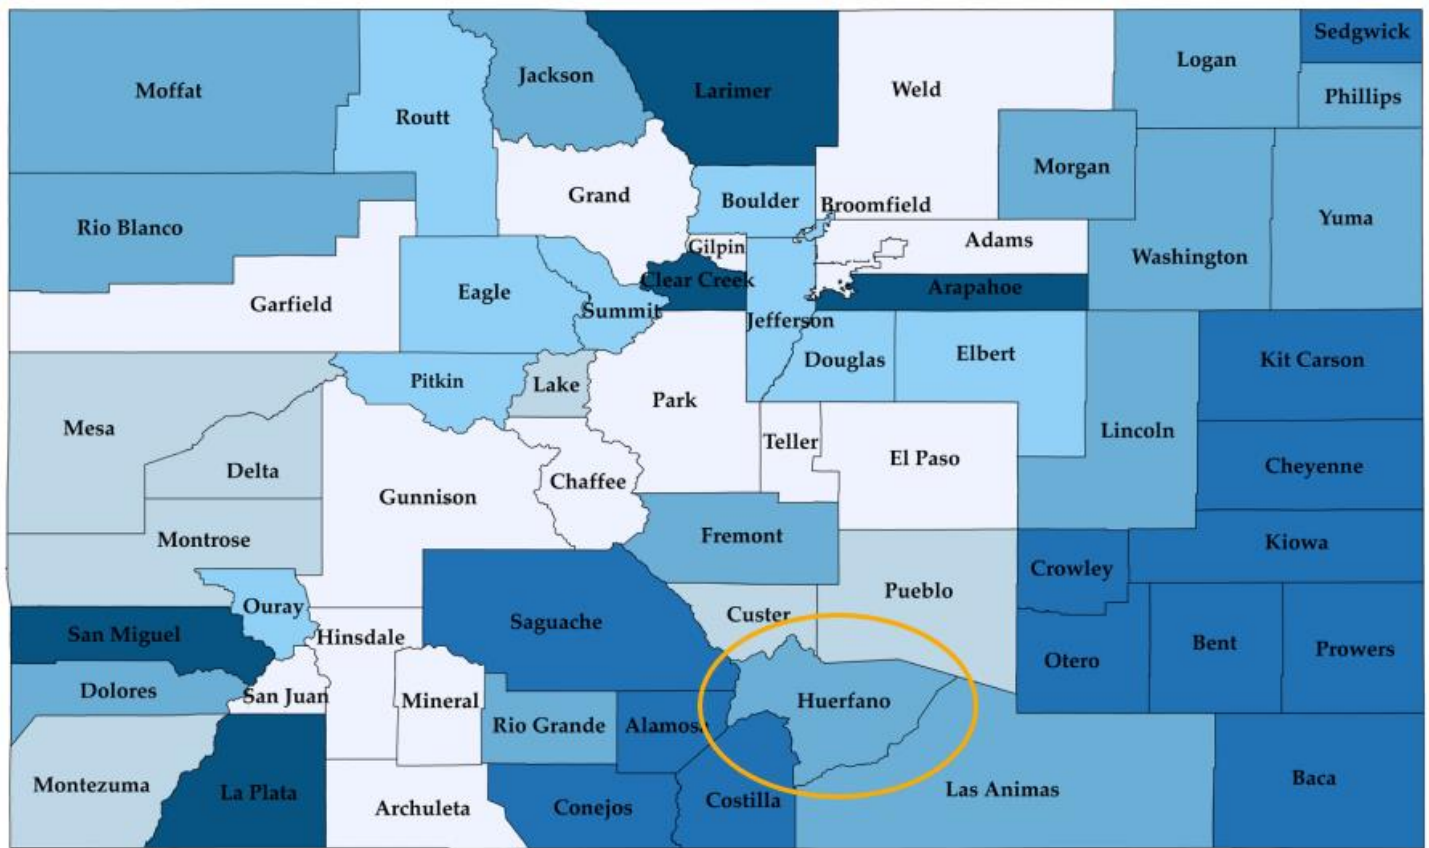 Sedgwick
Logan
Jackson
Moffat
Larimer
Weld
Phillips
Routt
Morgan
Grand
Boulder
Broomfield
Yuma
Rio Blanco
Gilpin
Adams
Washington
Clear Creek
Arapahoe
Eagle
Garfield
Summit
Jefferson
Douglas
Elbert
Kit Carson
Pitkin
Lake
Park
Mesa
Lincoln
Teller
El Paso
Cheyenne
Delta
Chaffee
Gunnison
Fremont
Montrose
Kiowa
Crowley
Pueblo
Ouray
Custer
Saguache
San Miguel
Hinsdale
Bent
Prowers
Otero
Dolores
San Juan
Mineral
Huerfano
Rio Grande
Alamosa
Baca
Montezuma
La Plata
Las Animas
Costilla
Archuleta
Conejos